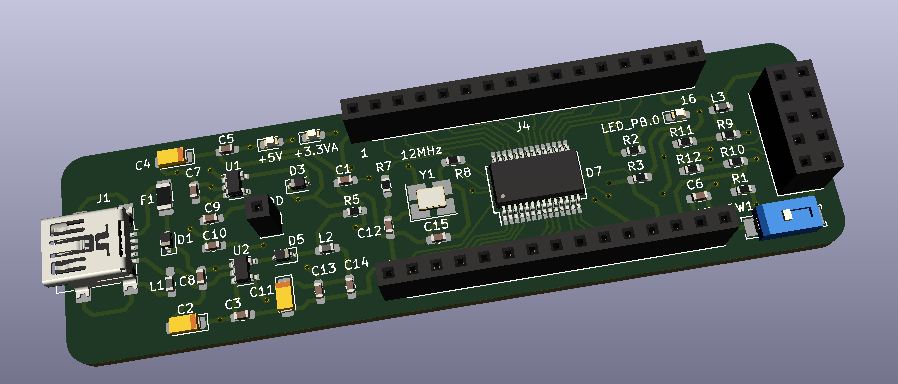 J4
16
L3
LED_PB.0
R11
R9
C5
+5V
+3.3VA
1
12MHz
R2
C4
U1
D3
C1
R7
R8
Y1
D7
R3
R12
R10
J1
F1
C7
R5
C6
R1
W1
C9
D
C12
C15
D1
C10
U2
D5
L2
L1
C8
C11
C13
C14
C2
C3